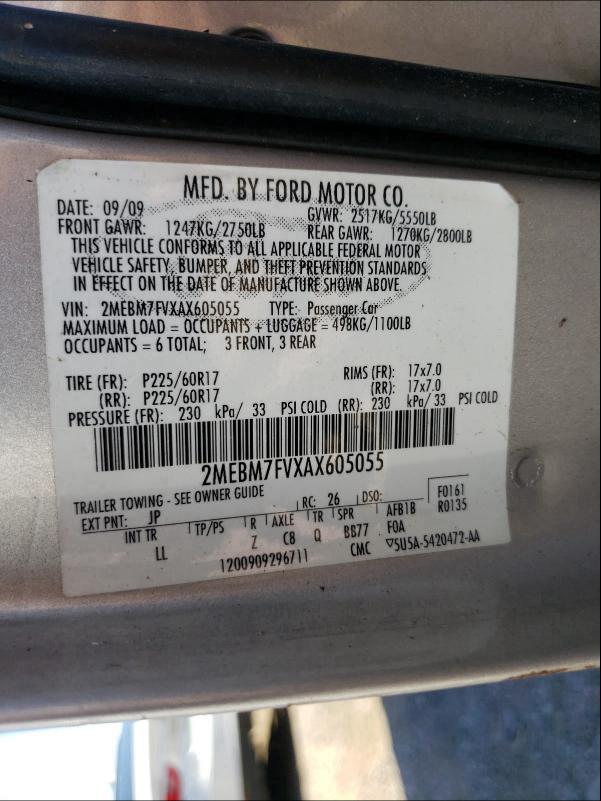 MFD. BY FORD MOTOR CO.
DATE: 09/09 GVWR: 2517KG/5550LB
FRONT GAWR: 1247KG/2750LB REAR GAWR: 1270KG/2800LB
THIS VEHICLE CONFORMS TO ALL APPLICABLE FEDERAL MOTOR
VEHICLE SAFETY, BUMPER, AND THEFT PREVENTION STANDARDS
IN EFFECT ON THE DATE OF MANUFACTURE SHOWN ABOVE.
VIN: 2MEBM7FVXAX605055 TYPE: Passenger Car
MAXIMUM LOAD = OCCUPANTS + LUGGAGE = 498KG/1100LB
OCCUPANTS = 6 TOTAL; 3 FRONT, 3 REAR
TIRE (FR): P225/60R17 RIMS (FR): 17x7.0
(RR): P225/60R17 (RR): 17x7.0
PRESSURE (FR): 230 kPa/ 33 PSI COLD (RR): 230 kPa/ 33 PSI COLD
2MEBM7FVXAX605055
TRAILER TOWING - SEE OWNER GUIDE
EXT PNT: JP RC: 26 DSO: F0161
R0135
INT TR TP/PS R AXLE TR SPR AFB1B
LL Z C8 Q BB77 FOA
1200909296711 CMC ▽5U5A-5420472-AA